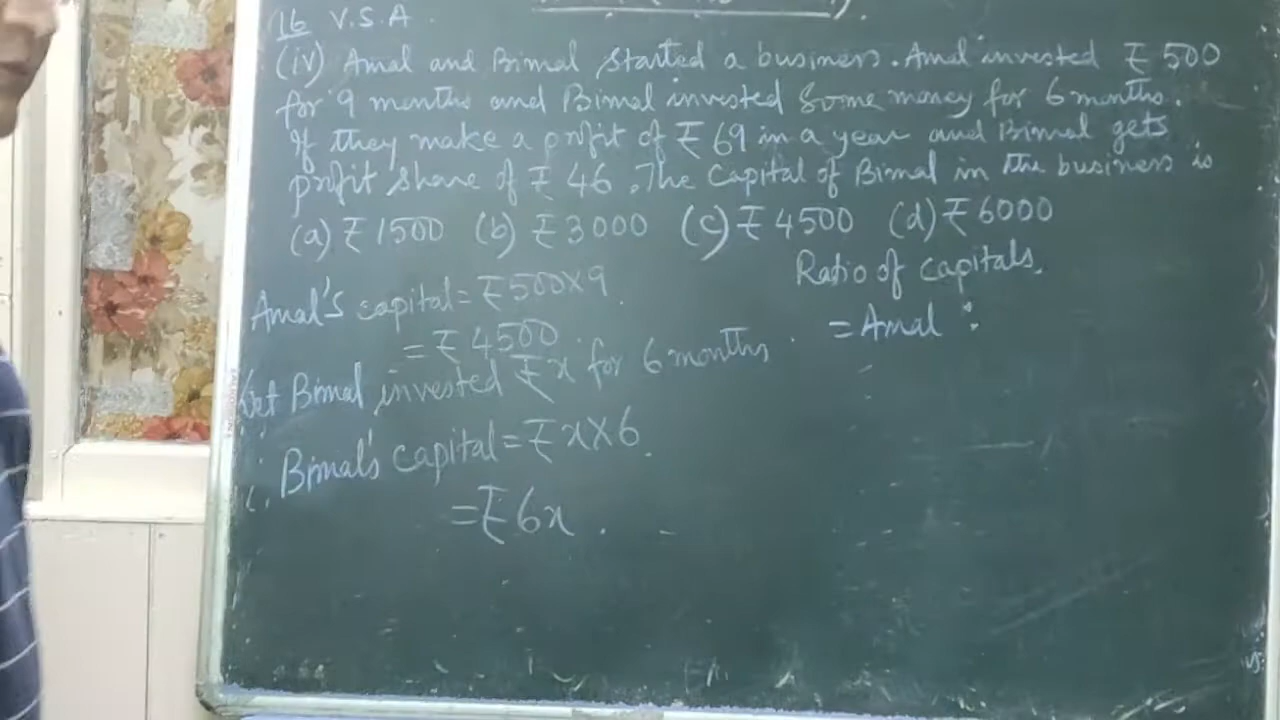 16 V.S.A.
(iv) Amal and Bimal started a business. Amal invested ₹ 500
for 9 months and Bimal invested some money for 6 months.
If they make a profit of ₹ 69 in a year and Bimal gets
profit share of ₹ 46. The Capital of Bimal in the business is
(a) ₹ 1500 (b) ₹ 3000 (c) ₹ 4500 (d) ₹ 6000
Amal's capital = ₹ 500 × 9.
= ₹ 4500.
Let Bimal invested ₹ x for 6 months.
∴ Bimal's capital = ₹ x × 6.
= ₹ 6x.
Ratio of capitals.
= Amal :